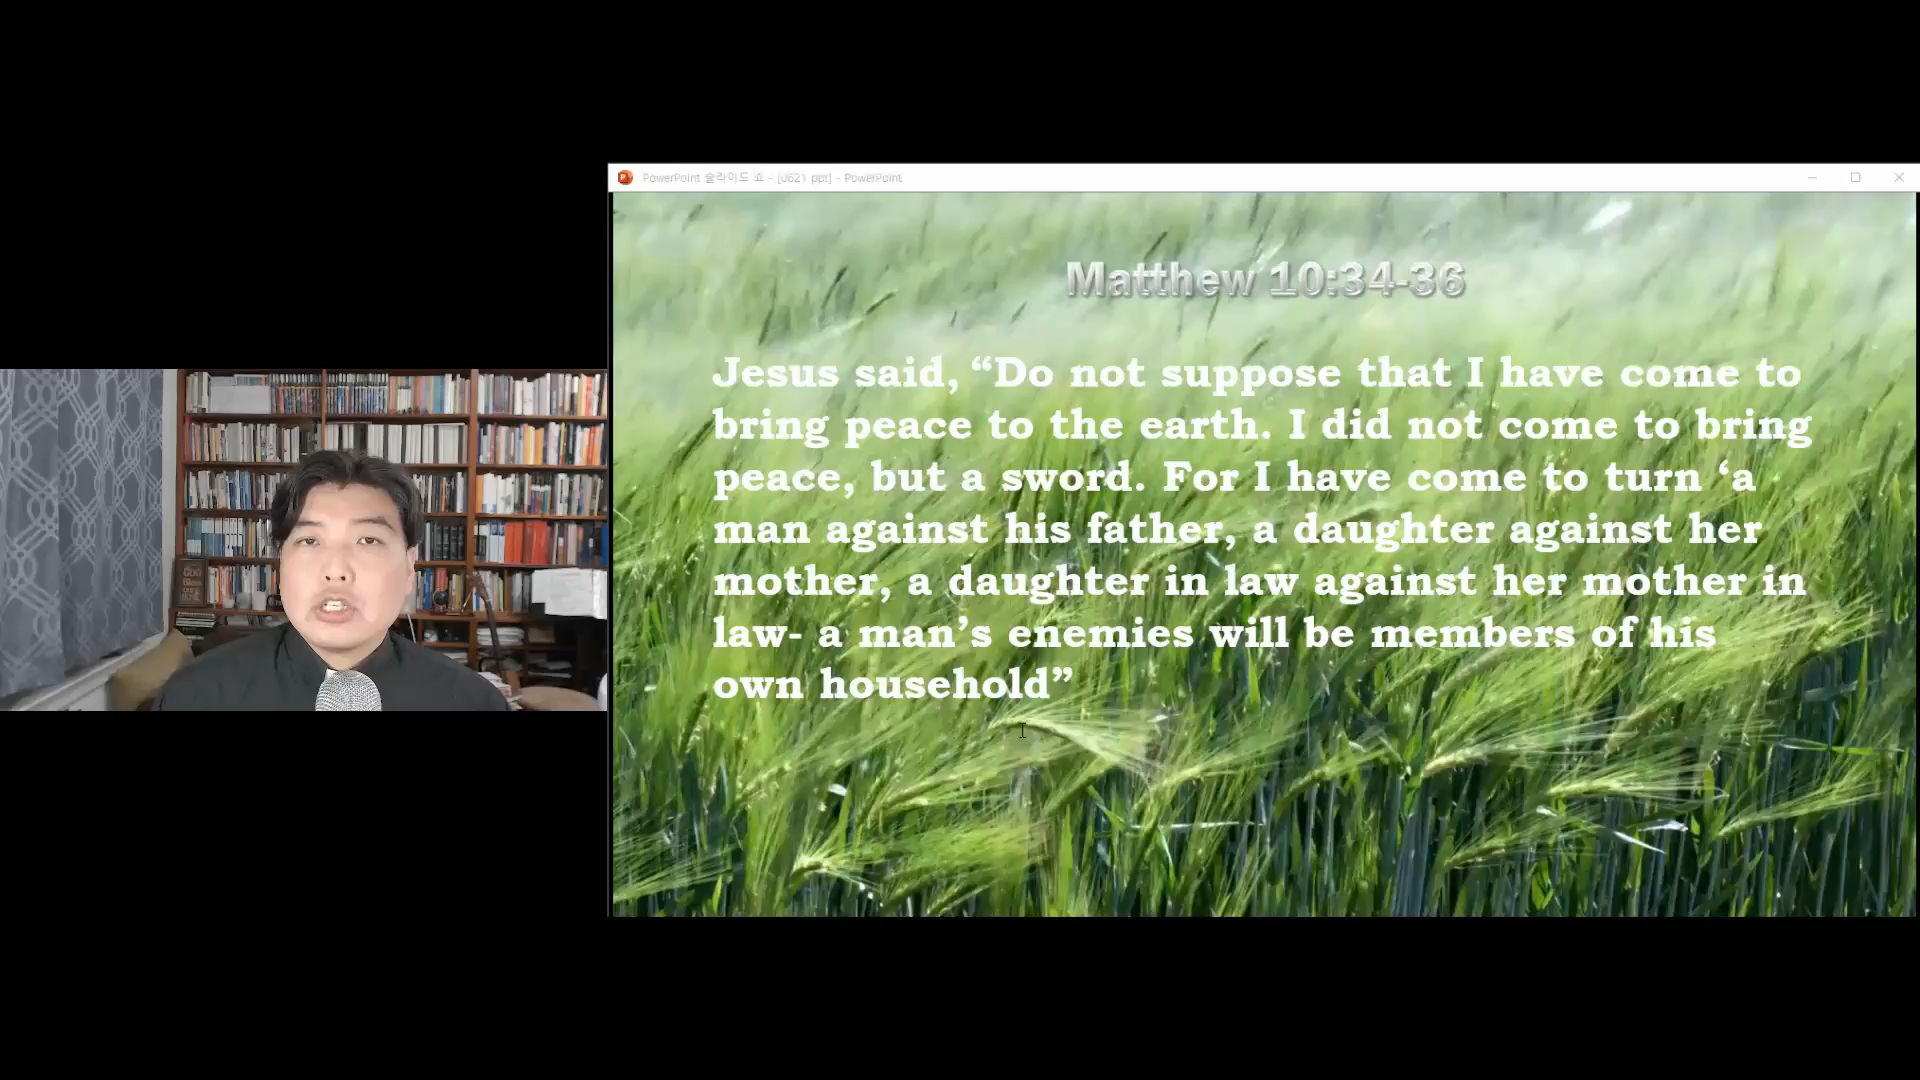 PowerPoint 슬라이드 쇼 - [0621 ppt] - PowerPoint
Matthew 10:34-36
Jesus said, “Do not suppose that I have come to
bring peace to the earth. I did not come to bring
peace, but a sword. For I have come to turn ‘a
man against his father, a daughter against her
mother, a daughter in law against her mother in
law- a man’s enemies will be members of his
own household”